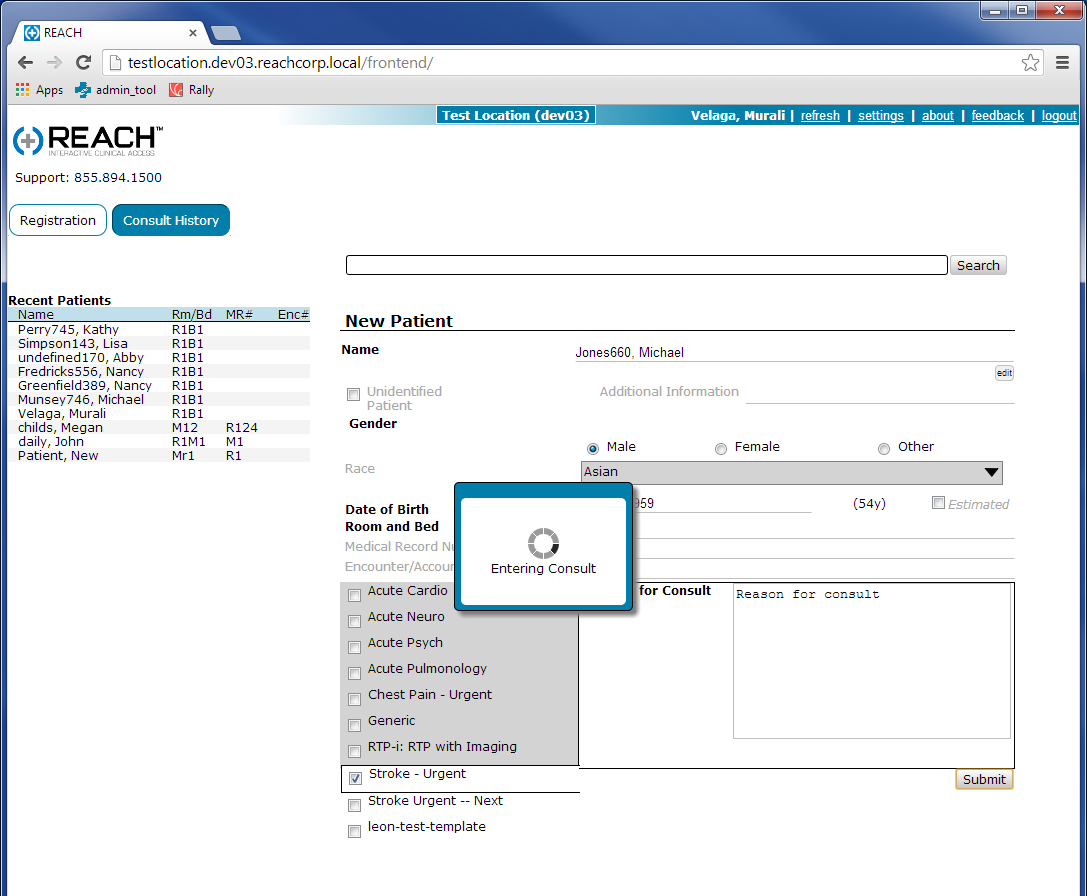 REACH
testlocation.dev03.reachcorp.local/frontend/
Apps admin_tool Rally
Test Location (dev03) Velaga, Murali | refresh | settings | about | feedback | logout
REACH™
INTERACTIVE CLINICAL ACCESS
Support: 855.894.1500
Registration Consult History
Search
Recent Patients
Name Rm/Bd MR# Enc#
Perry745, Kathy R1B1
Simpson143, Lisa R1B1
undefined170, Abby R1B1
Fredricks556, Nancy R1B1
Greenfield389, Nancy R1B1
Munsey746, Michael R1B1
Velaga, Murali R1B1
childs, Megan M12 R124
daily, John R1M1 M1
Patient, New Mr1 R1
New Patient
Name Jones660, Michael
edit
Unidentified Patient Additional Information
Gender
Male Female Other
Race Asian
Date of Birth 959 (54y) Estimated
Room and Bed
Medical Record Nu
Encounter/Accour
Entering Consult
Acute Cardio
Acute Neuro
Acute Psych
Acute Pulmonology
Chest Pain - Urgent
Generic
RTP-i: RTP with Imaging
Stroke - Urgent
Stroke Urgent -- Next
leon-test-template
for Consult Reason for consult
Submit